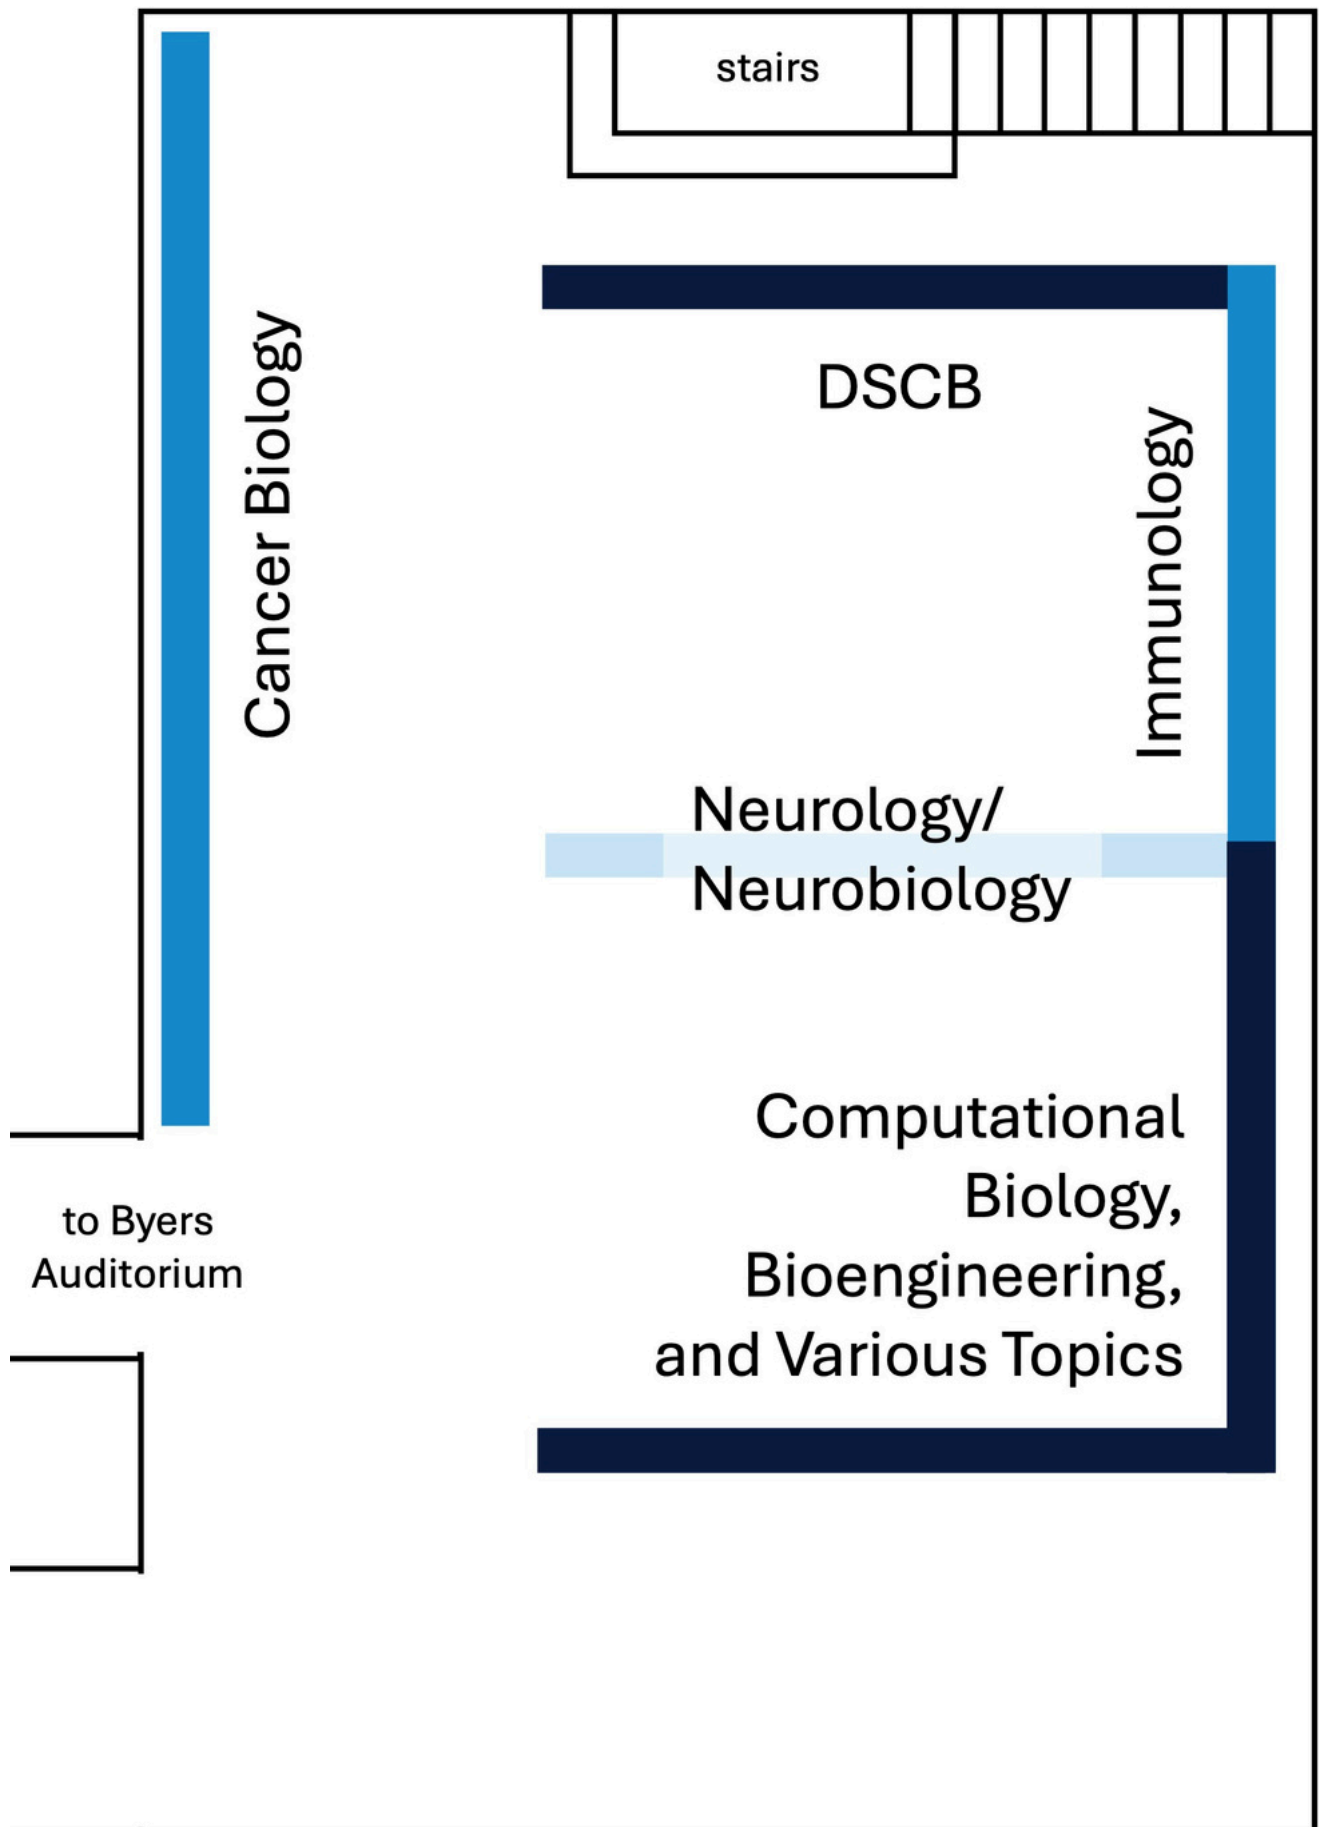 stairs
DSCB
Cancer Biology
Immunology
Neurology/
Neurobiology
Computational
Biology,
Bioengineering,
and Various Topics
to Byers
Auditorium